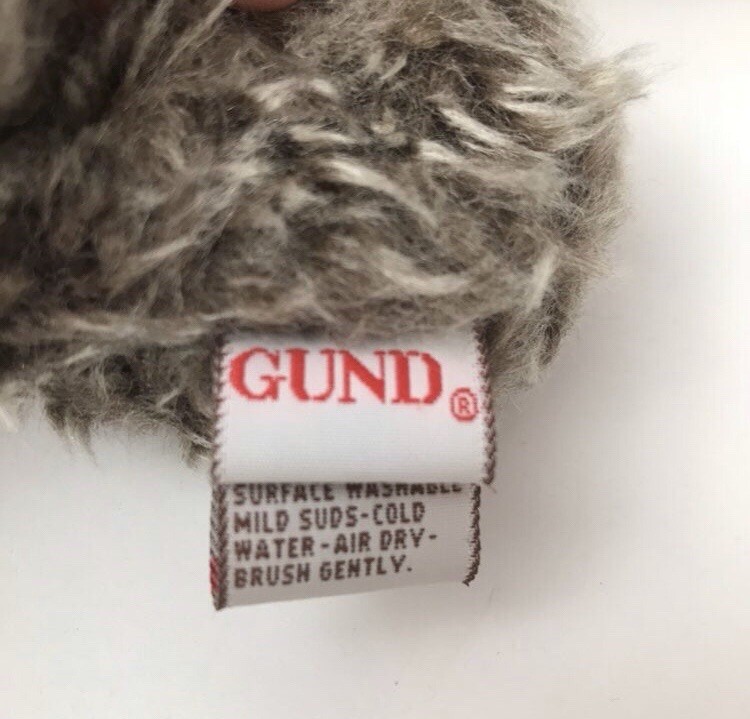 GUND®
SURFACE WASHABLE
MILD SUDS-COLD
WATER-AIR DRY-
BRUSH GENTLY.